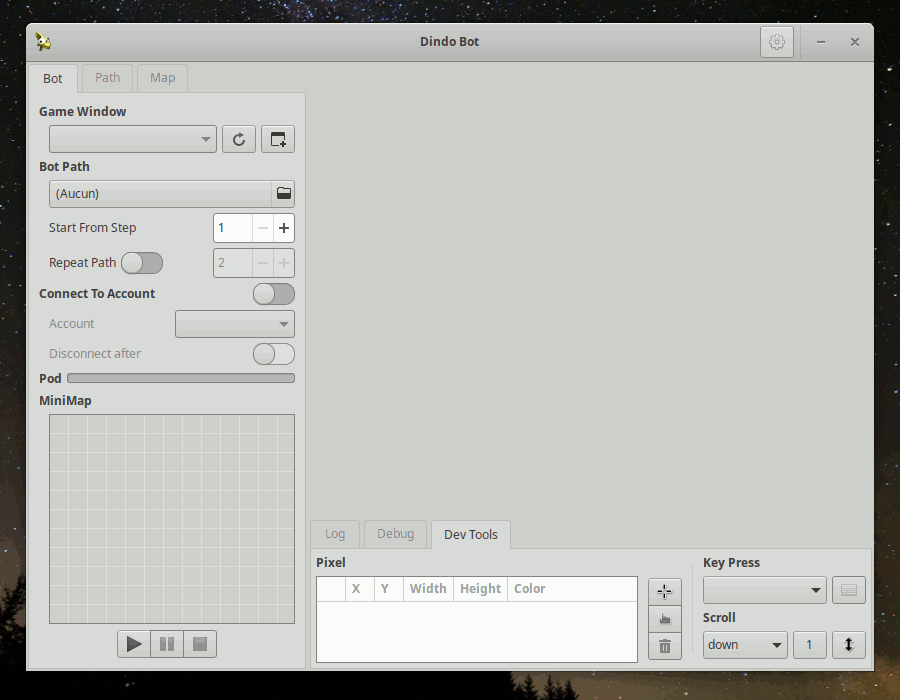 Dindo Bot
Bot Path Map
Game Window
Bot Path
(Aucun)
Start From Step 1
Repeat Path 2
Connect To Account
Account
Disconnect after
Pod
MiniMap
Log Debug Dev Tools
Pixel
X Y Width Height Color
Key Press
Scroll
down 1